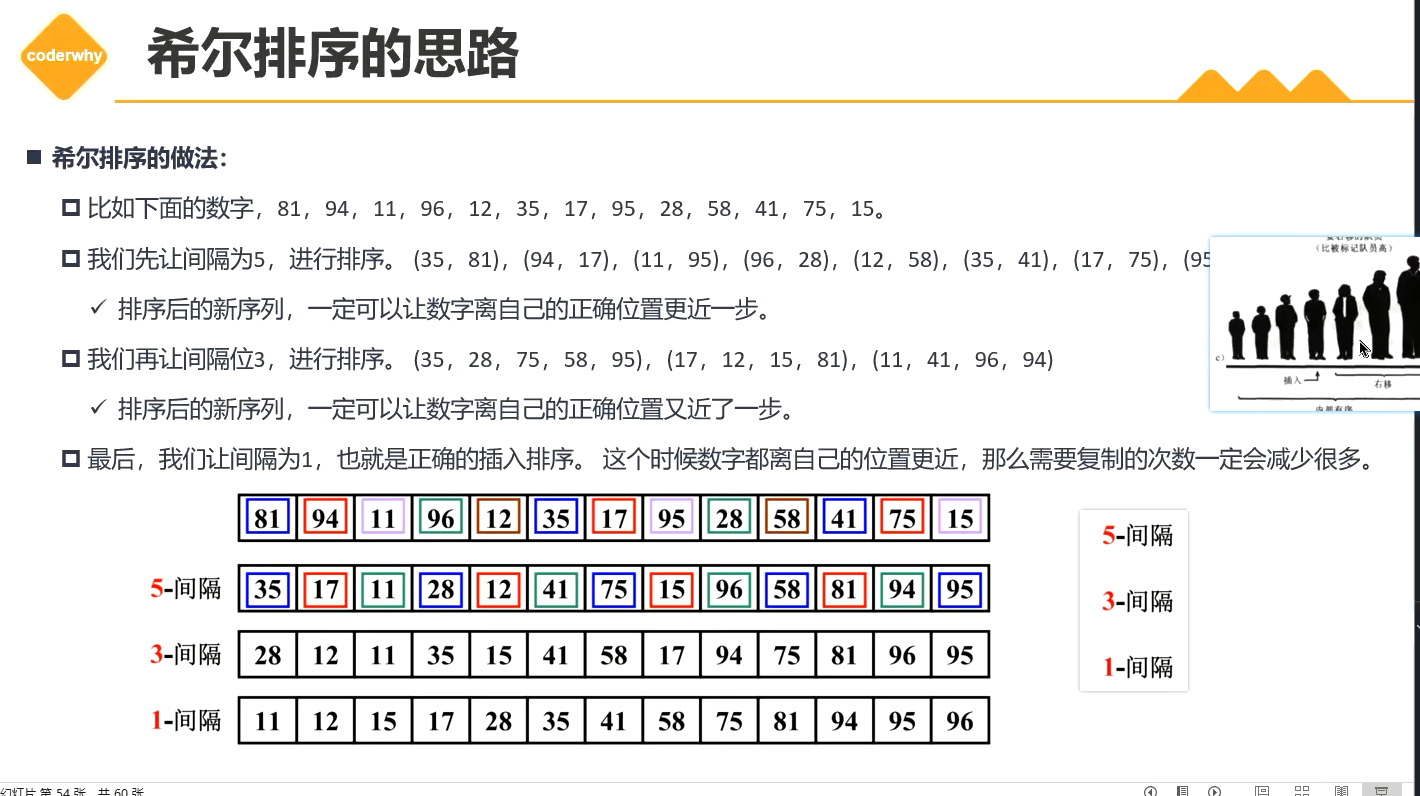 coderwhy
希尔排序的思路
希尔排序的做法：
比如下面的数字，81，94，11，96，12，35，17，95，28，58，41，75，15。
我们先让间隔为5，进行排序。 (35，81)，(94，17)，(11，95)，(96，28)，(12，58)，(35，41)，(17，75)，(95
排序后的新序列，一定可以让数字离自己的正确位置更近一步。
我们再让间隔位3，进行排序。 (35，28，75，58，95)，(17，12，15，81)，(11，41，96，94)
排序后的新序列，一定可以让数字离自己的正确位置又近了一步。
最后，我们让间隔为1，也就是正确的插入排序。 这个时候数字都离自己的位置更近，那么需要复制的次数一定会减少很多。
（比被标记队员高）
c）
插入
右移
内部有序
81 94 11 96 12 35 17 95 28 58 41 75 15
5-间隔 35 17 11 28 12 41 75 15 96 58 81 94 95
3-间隔 28 12 11 35 15 41 58 17 94 75 81 96 95
1-间隔 11 12 15 17 28 35 41 58 75 81 94 95 96
5-间隔
3-间隔
1-间隔
幻灯片 第 54 张，共 60 张